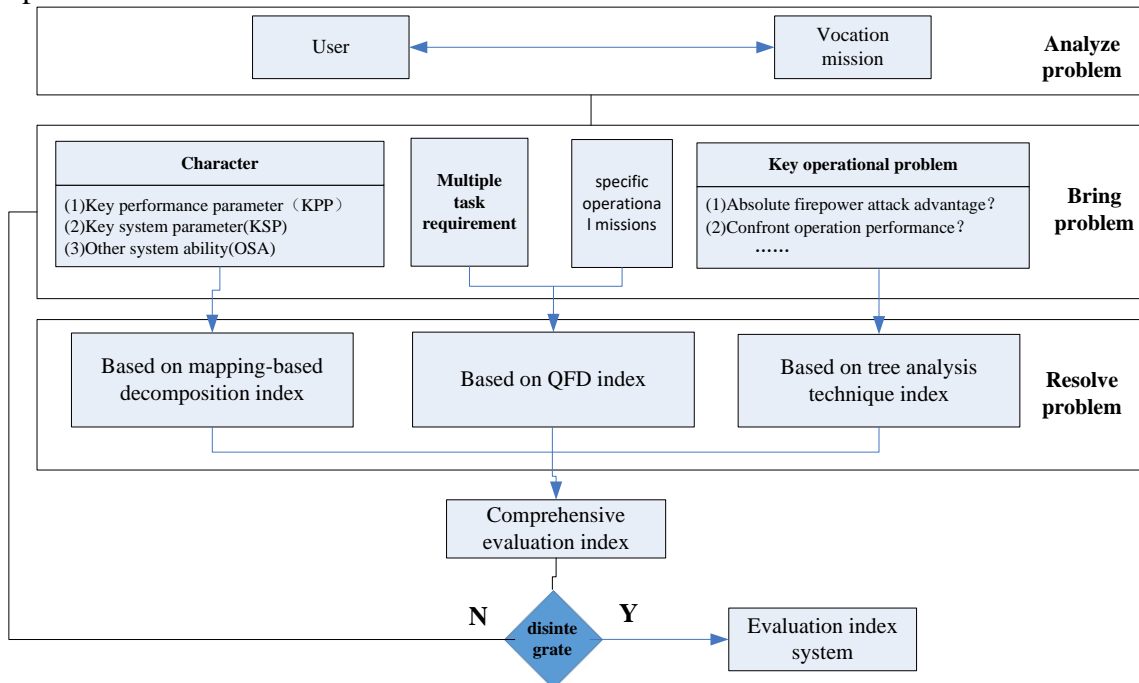 User
Vocation
mission
Analyze
problem
Character
(1)Key performance parameter（KPP）
(2)Key system parameter(KSP)
(3)Other system ability(OSA)
Multiple
task
requirement
specific
operationa
l missions
Key operational problem
(1)Absolute firepower attack advantage?
(2)Confront operation performance?
……
Bring
problem
Based on mapping-based
decomposition index
Based on QFD index
Based on tree analysis
technique index
Resolve
problem
Comprehensive
evaluation index
N
disinte
grate
Y
Evaluation index
system